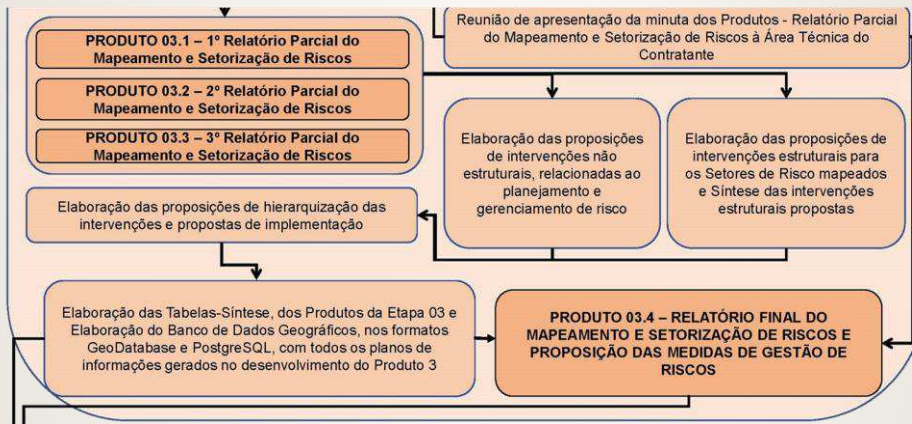 Reunião de apresentação da minuta dos Produtos - Relatório Parcial
do Mapeamento e Setorização de Riscos à Área Técnica do
Contratante
PRODUTO 03.1 – 1º Relatório Parcial do
Mapeamento e Setorização de Riscos
PRODUTO 03.2 – 2º Relatório Parcial do
Mapeamento e Setorização de Riscos
PRODUTO 03.3 – 3º Relatório Parcial do
Mapeamento e Setorização de Riscos
Elaboração das proposições
de intervenções não
estruturais, relacionadas ao
planejamento e
gerenciamento de risco
Elaboração das proposições de
intervenções estruturais para
os Setores de Risco mapeados
e Síntese das intervenções
estruturais propostas
Elaboração das proposições de hierarquização das
intervenções e propostas de implementação
Elaboração das Tabelas-Síntese, dos Produtos da Etapa 03 e
Elaboração do Banco de Dados Geográficos, nos formatos
GeoDatabase e PostgreSQL, com todos os planos de
informações gerados no desenvolvimento do Produto 3
PRODUTO 03.4 – RELATÓRIO FINAL DO
MAPEAMENTO E SETORIZAÇÃO DE RISCOS E
PROPOSIÇÃO DAS MEDIDAS DE GESTÃO DE
RISCOS